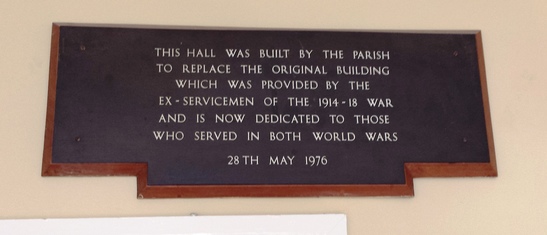 THIS HALL WAS BUILT BY THE PARISH
TO REPLACE THE ORIGINAL BUILDING
WHICH WAS PROVIDED BY THE
EX-SERVICEMEN OF THE 1914-18 WAR
AND IS NOW DEDICATED TO THOSE
WHO SERVED IN BOTH WORLD WARS
28TH MAY 1976